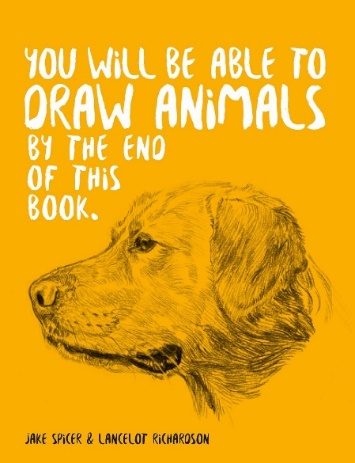 YOU WiLL BE ABLE TO
DRAW ANiMALS
BY THE END
OF THiS
BOOK.
JAKE SPiCER & LANCELOT RiCHARDSON